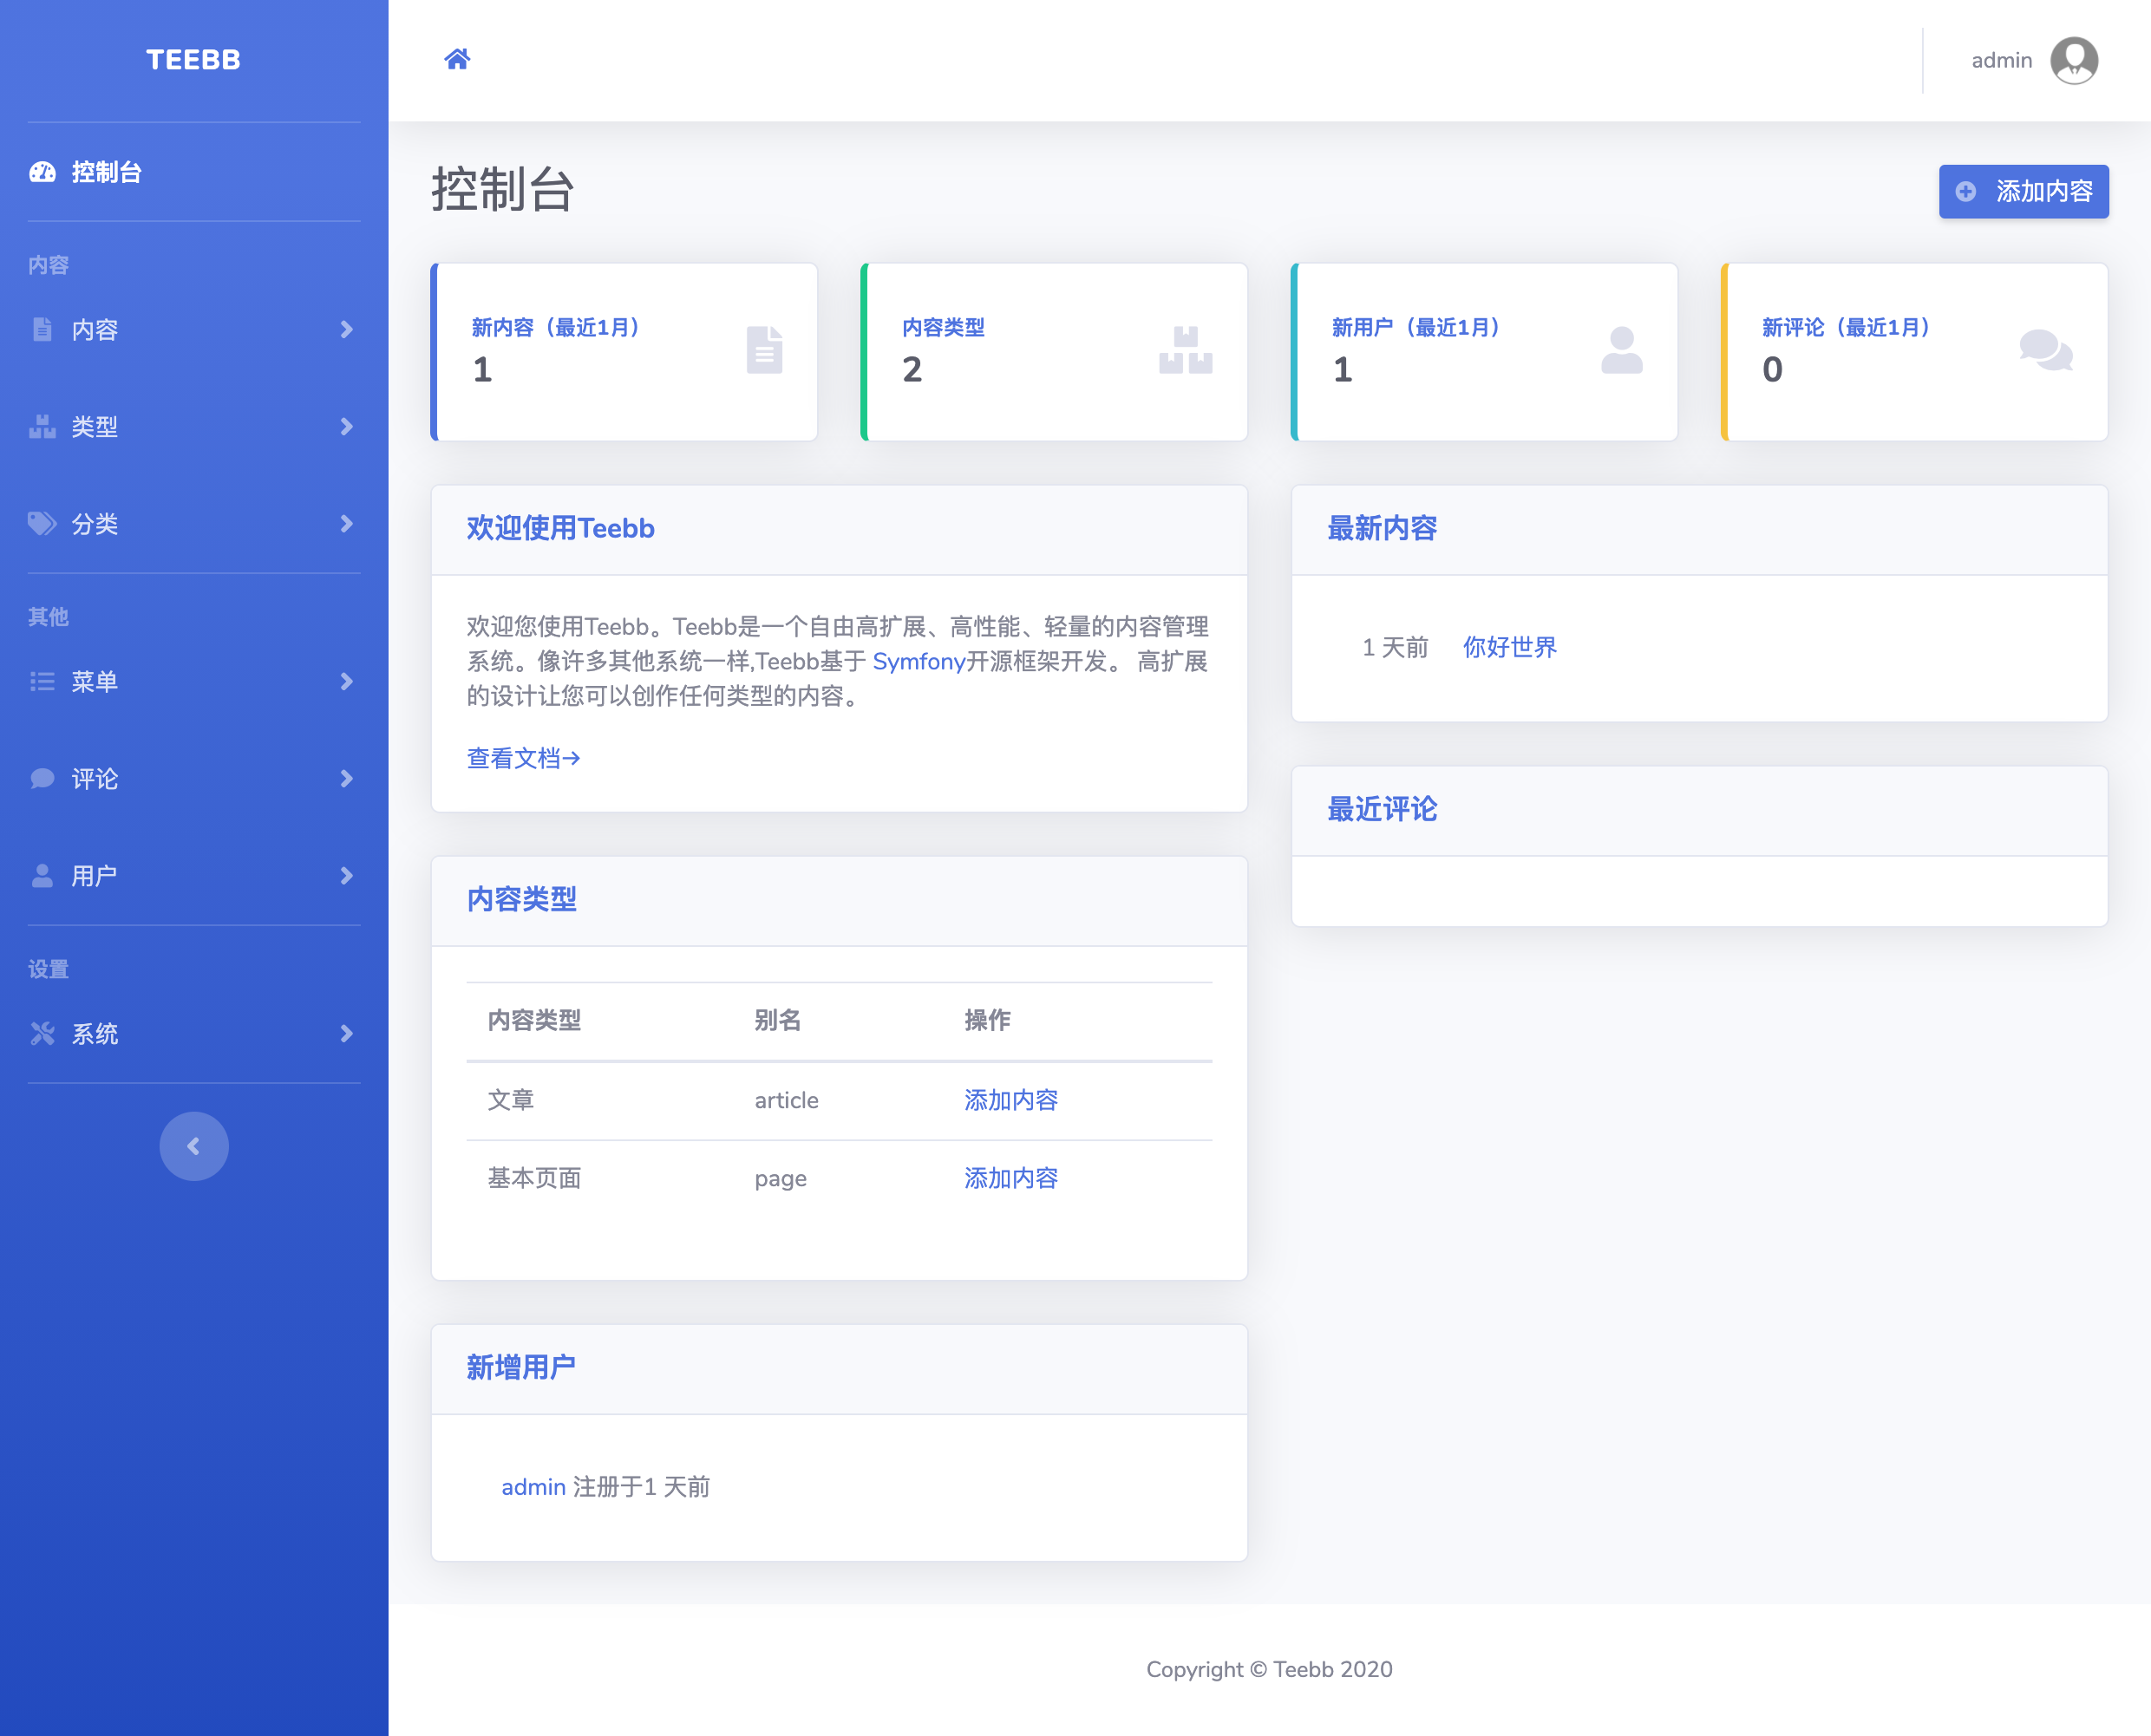 TEEBB
控制台
内容
内容
类型
分类
其他
菜单
评论
用户
设置
系统
admin
控制台
添加内容
新内容（最近1月）
1
内容类型
2
新用户（最近1月）
1
新评论（最近1月）
0
欢迎使用Teebb
欢迎您使用Teebb。Teebb是一个自由高扩展、高性能、轻量的内容管理
系统。像许多其他系统一样,Teebb基于 Symfony开源框架开发。 高扩展
的设计让您可以创作任何类型的内容。
查看文档→
内容类型
内容类型 别名 操作
文章 article 添加内容
基本页面 page 添加内容
新增用户
admin 注册于1 天前
最新内容
1 天前 你好世界
最近评论
Copyright © Teebb 2020